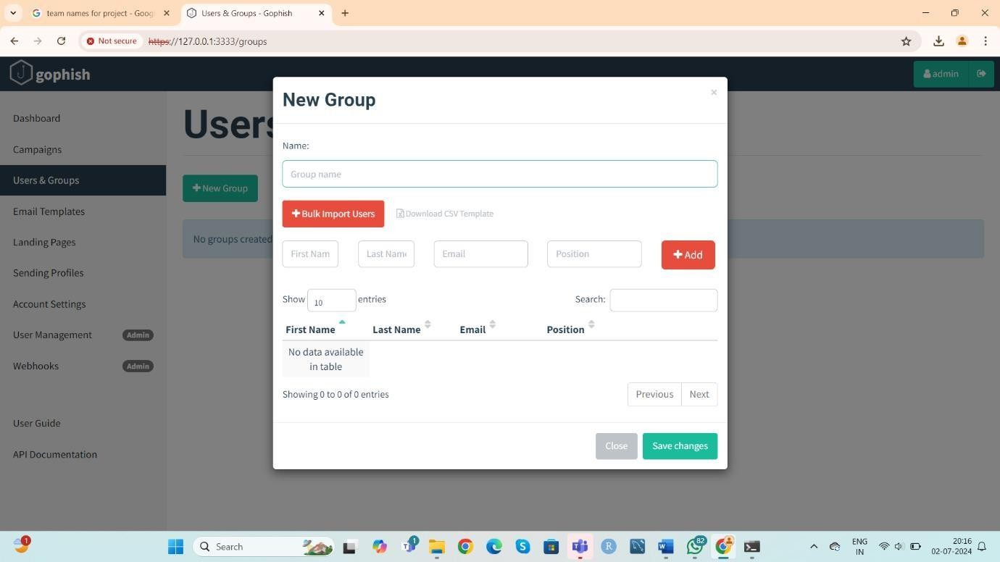 team names for project - Goog
Users & Groups - Gophish
Not secure
https://127.0.0.1:3333/groups
gophish
admin
Dashboard
Campaigns
Users & Groups
Email Templates
Landing Pages
Sending Profiles
Account Settings
User Management Admin
Webhooks Admin
User Guide
API Documentation
Users
New Group
No groups created
New Group
×
Name:
Group name
Bulk Import Users
Download CSV Template
First Nam
Last Name
Email
Position
Add
Show 10 entries
Search:
First Name Last Name Email Position
No data available
in table
Showing 0 to 0 of 0 entries
Previous Next
Close
Save changes
1
Search
1
82
ENG
IN
20:16
02-07-2024